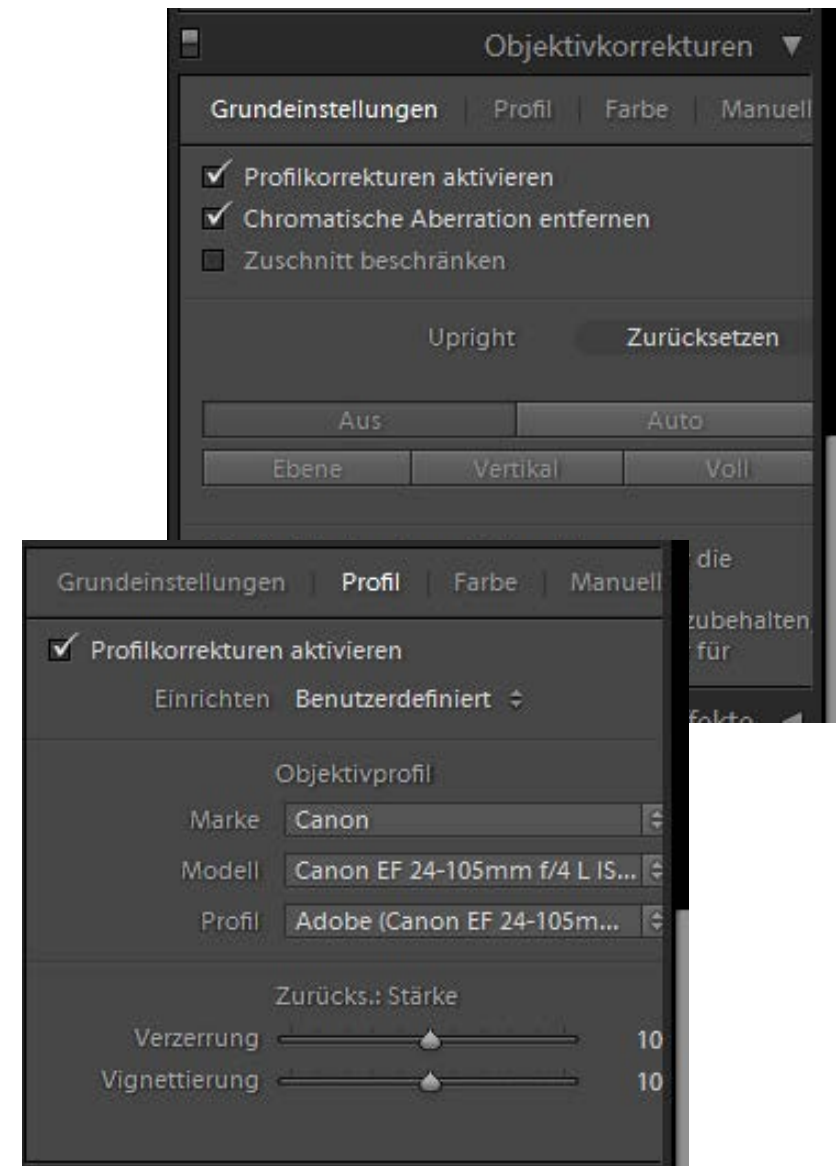 Objektivkorrekturen
Grundeinstellungen | Profil | Farbe | Manuell
Profilkorrekturen aktivieren
Chromatische Aberration entfernen
Zuschnitt beschränken
Upright Zurücksetzen
Aus Auto
Ebene Vertikal Voll
die
zubehalten
für
Grundeinstellungen | Profil | Farbe | Manuell
Profilkorrekturen aktivieren
Einrichten Benutzerdefiniert
Objektivprofil
Marke Canon
Modell Canon EF 24-105mm f/4 L IS...
Profil Adobe (Canon EF 24-105m...
Zurücks.: Stärke
Verzerrung 10
Vignettierung 10